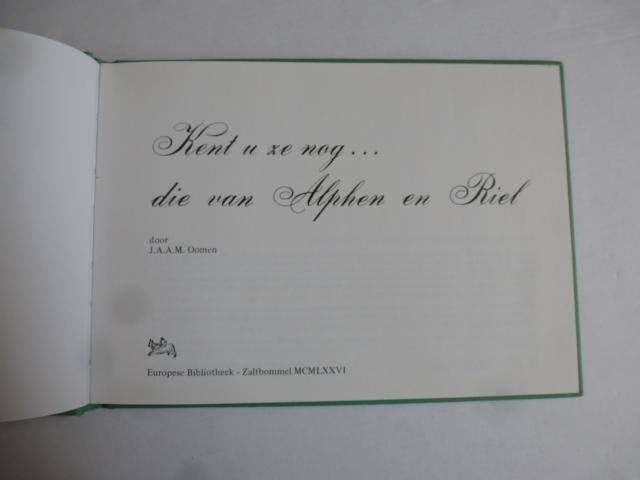 Kent u ze nog...
die van Alphen en Riel
door
J.A.A.M. Oomen
Europese Bibliotheek - Zaltbommel MCMLXXVI